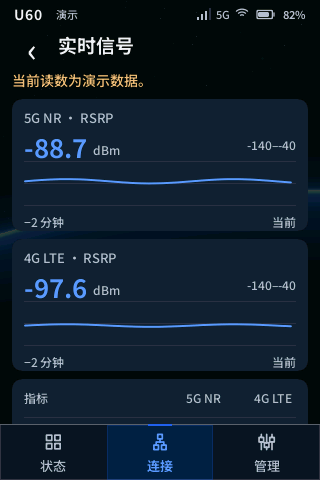 U60 演示 5G 82%
实时信号
当前读数为演示数据。
5G NR · RSRP
-88.7 dBm -140–-40
−2 分钟 当前
4G LTE · RSRP
-97.6 dBm -140–-40
−2 分钟 当前
指标 5G NR 4G LTE
状态 连接 管理